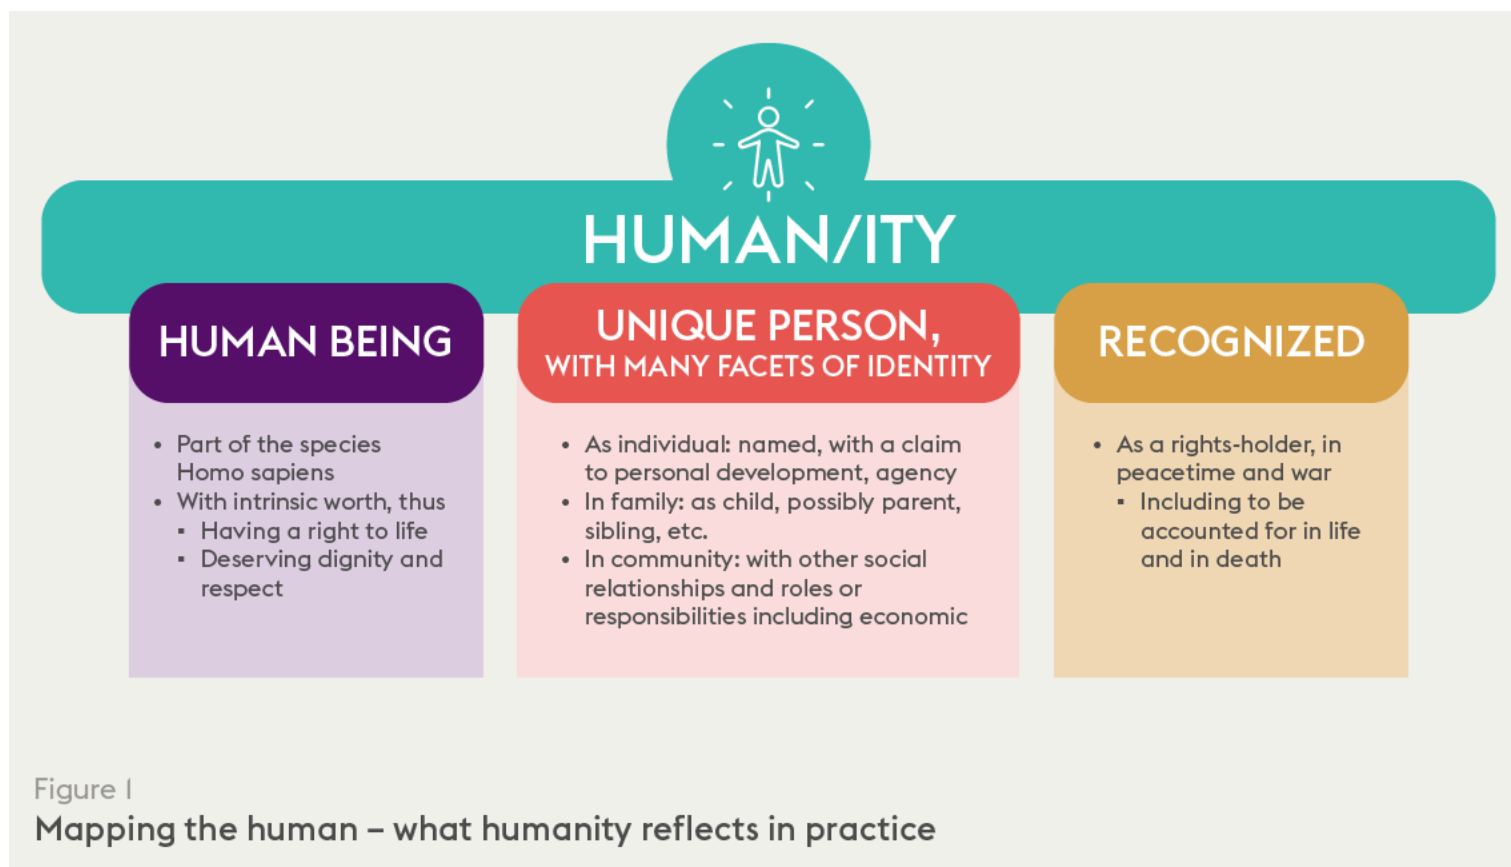 HUMAN/ITY
HUMAN BEING
• Part of the species
Homo sapiens
• With intrinsic worth, thus
▪ Having a right to life
▪ Deserving dignity and
respect
UNIQUE PERSON,
WITH MANY FACETS OF IDENTITY
• As individual: named, with a claim
to personal development, agency
• In family: as child, possibly parent,
sibling, etc.
• In community: with other social
relationships and roles or
responsibilities including economic
RECOGNIZED
• As a rights-holder, in
peacetime and war
▪ Including to be
accounted for in life
and in death
Figure 1
Mapping the human – what humanity reflects in practice